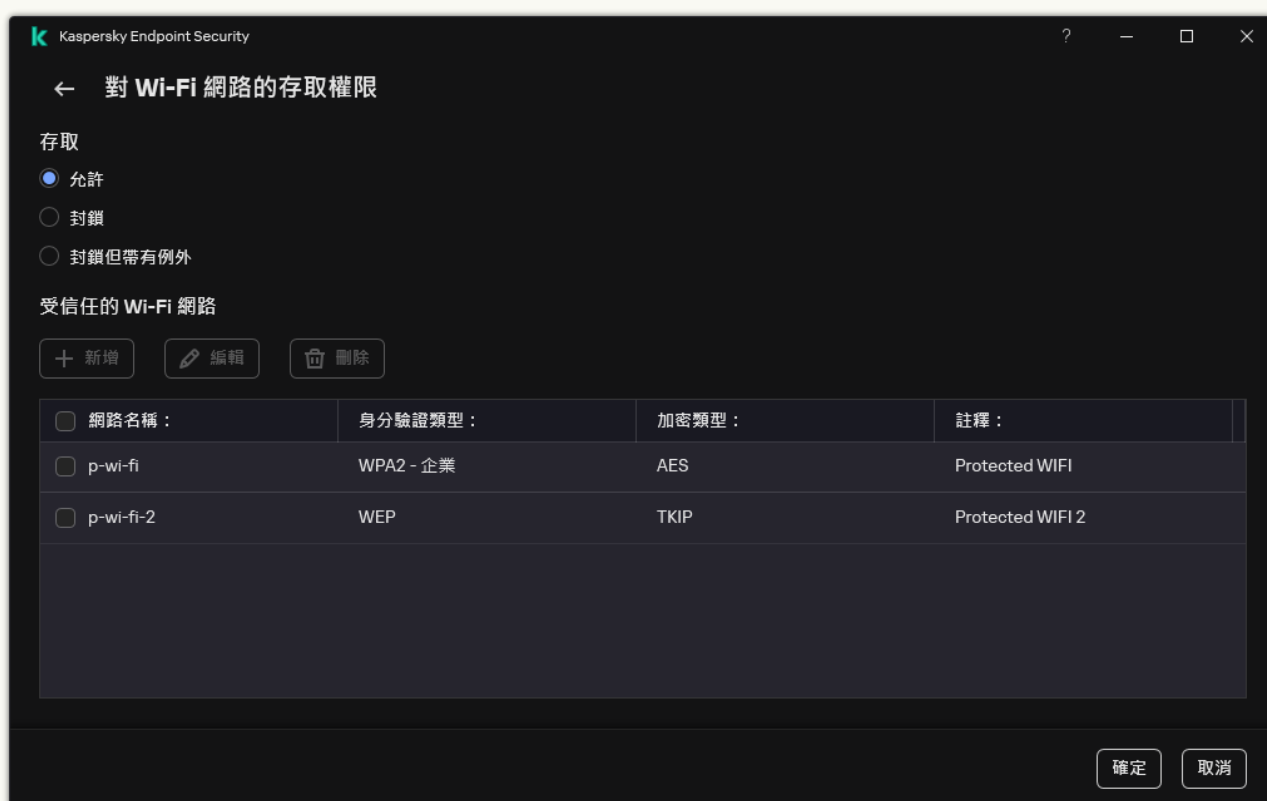 Kaspersky Endpoint Security ?
對 Wi-Fi 網路的存取權限
存取
允許
封鎖
封鎖但帶有例外
受信任的 Wi-Fi 網路
新增 編輯 刪除
網路名稱： 身分驗證類型： 加密類型： 註釋：
p-wi-fi WPA2 - 企業 AES Protected WIFI
p-wi-fi-2 WEP TKIP Protected WIFI 2
確定 取消